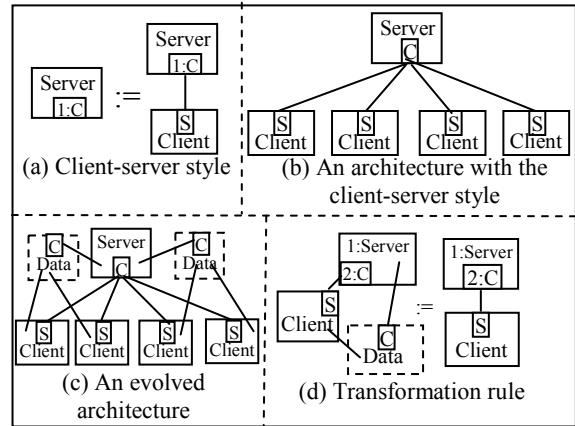 Server
1:C
:=
Server
1:C
S
Client
(a) Client-server style
Server
C
S S S S
Client Client Client Client
(b) An architecture with the
client-server style
C
Data
Server
C
C
Data
S S S S
Client Client Client Client
(c) An evolved
architecture
1:Server
2:C
S
Client
C
Data
:=
1:Server
2:C
S
Client
(d) Transformation rule